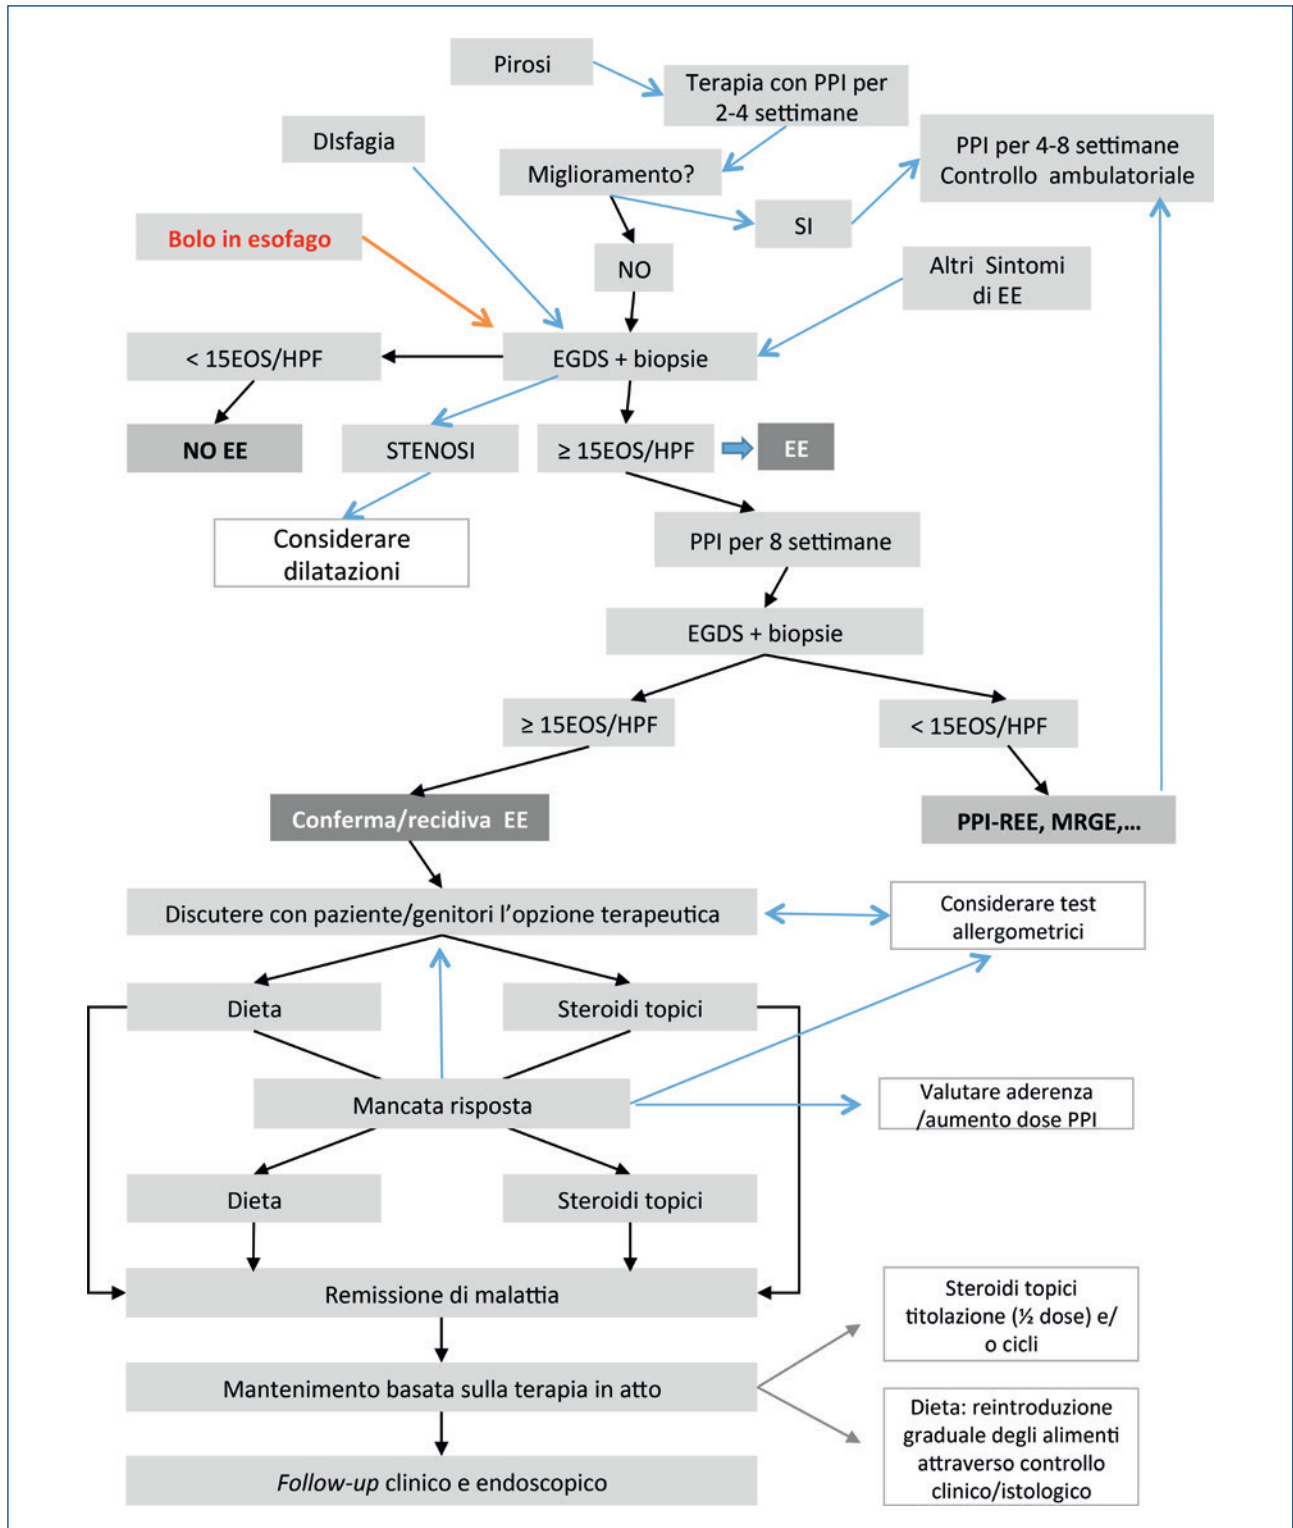 Pirosi
Terapia con PPI per
2-4 settimane
DIsfagia
PPI per 4-8 settimane
Controllo ambulatoriale
Miglioramento?
SI
Bolo in esofago
NO
Altri Sintomi
di EE
< 15EOS/HPF
EGDS + biopsie
NO EE
STENOSI
≥ 15EOS/HPF
EE
Considerare
dilatazioni
PPI per 8 settimane
EGDS + biopsie
≥ 15EOS/HPF
< 15EOS/HPF
Conferma/recidiva EE
PPI-REE, MRGE,...
Discutere con paziente/genitori l’opzione terapeutica
Considerare test
allergometrici
Dieta
Steroidi topici
Mancata risposta
Valutare aderenza
/aumento dose PPI
Dieta
Steroidi topici
Remissione di malattia
Steroidi topici
titolazione (½ dose) e/
o cicli
Mantenimento basata sulla terapia in atto
Dieta: reintroduzione
graduale degli alimenti
attraverso controllo
clinico/istologico
Follow-up clinico e endoscopico